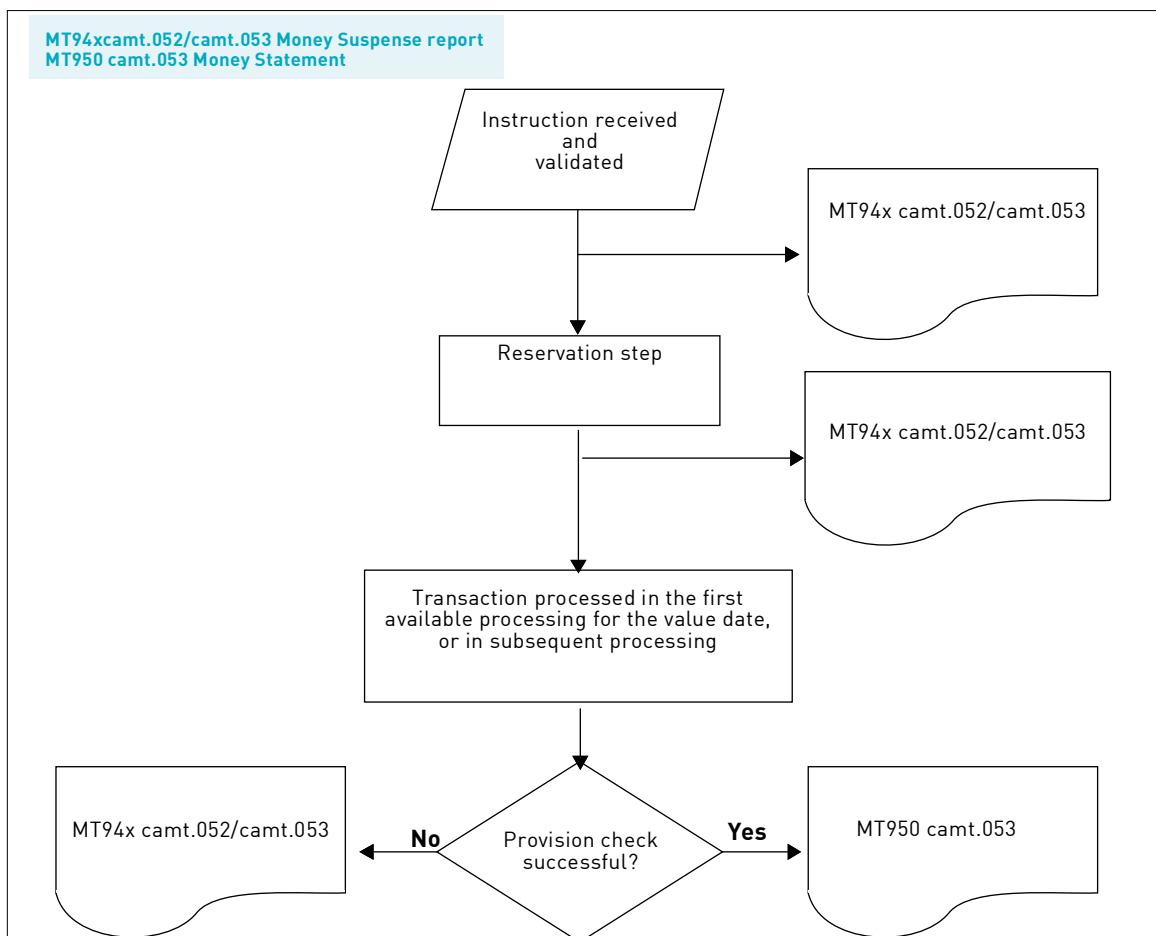 MT94xcamt.052/camt.053 Money Suspense report
MT950 camt.053 Money Statement
Instruction received
and
validated
MT94x camt.052/camt.053
Reservation step
MT94x camt.052/camt.053
Transaction processed in the first
available processing for the value date,
or in subsequent processing
MT94x camt.052/camt.053
No
Provision check
successful?
Yes
MT950 camt.053